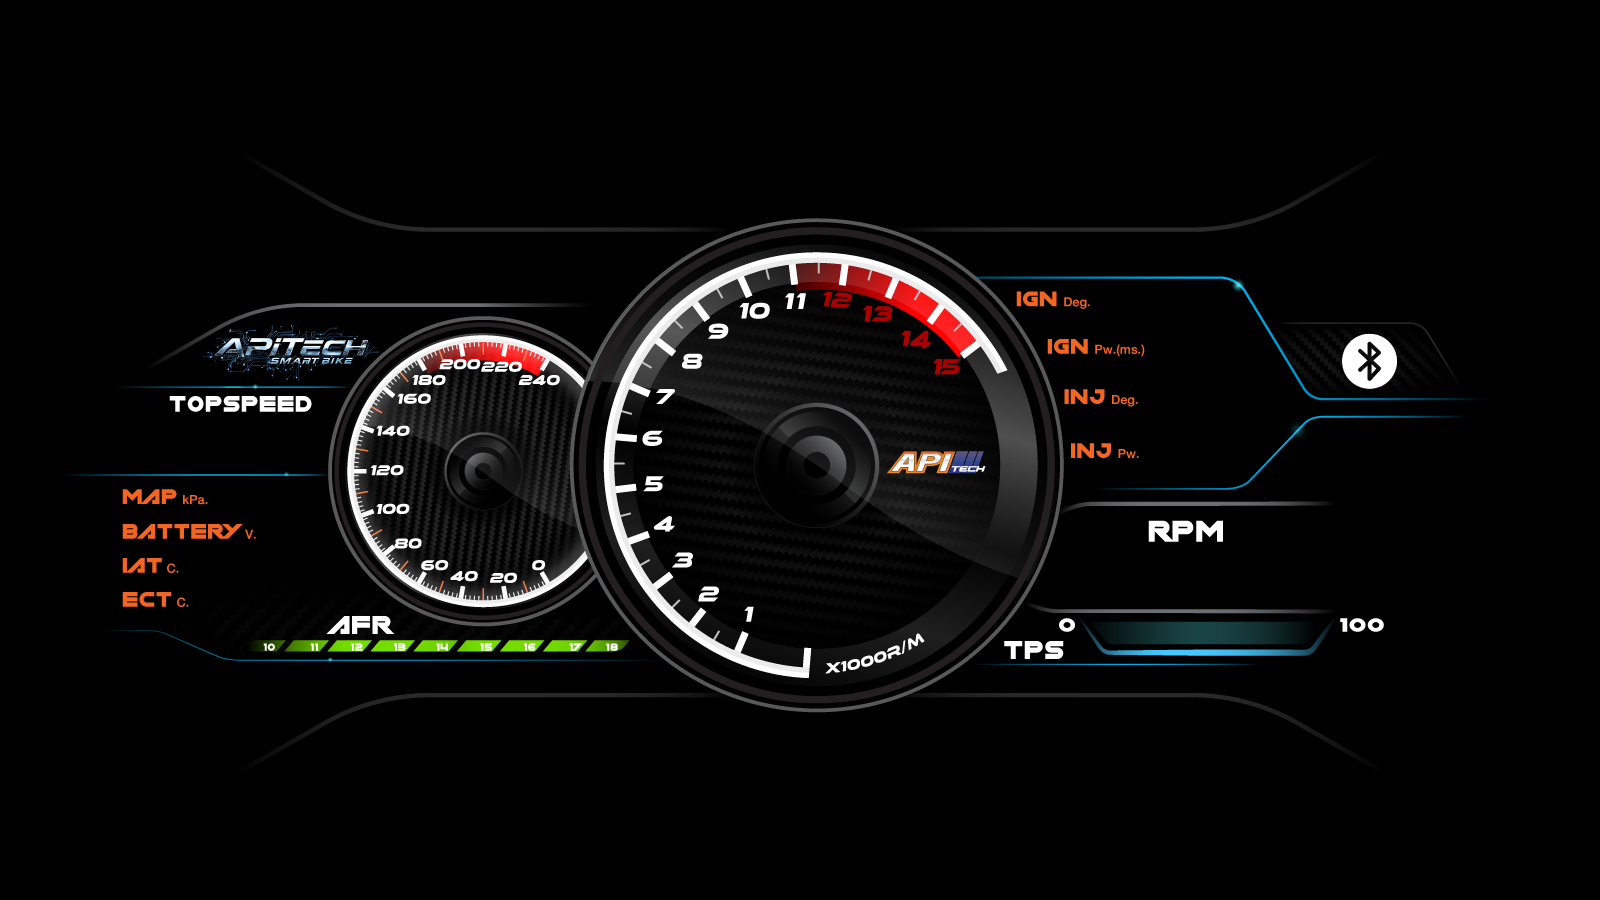 APiTECH
SMART BIKE
TOPSPEED
MAP kPa.
BATTERY V.
IAT C.
ECT C.
AFR
10 11 12 13 14 15 16 17 18
0 20 40 60 80 100 120 140 160 180 200 220 240
1 2 3 4 5 6 7 8 9 10 11 12 13 14 15
X1000R/M
API
TECH
IGN Deg.
IGN Pw.(ms.)
INJ Deg.
INJ Pw.
RPM
0 100
TPS